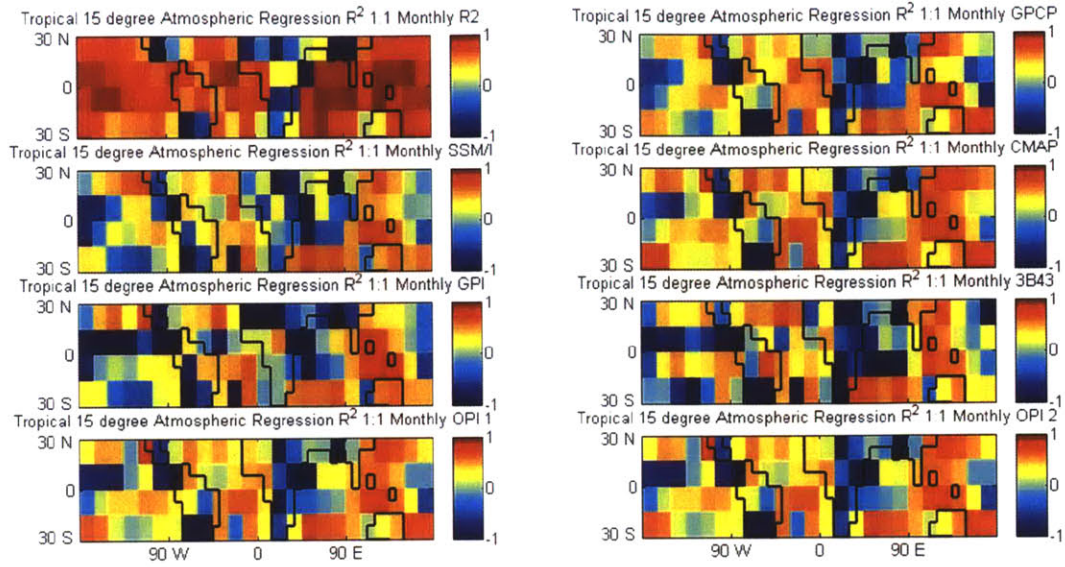 Tropical 15 degree Atmospheric Regression R² 1:1 Monthly R2
30 N
0
30 S
1
0
-1
Tropical 15 degree Atmospheric Regression R² 1:1 Monthly SSM/I
30 N
0
30 S
1
0
-1
Tropical 15 degree Atmospheric Regression R² 1:1 Monthly GPI
30 N
0
30 S
1
0
-1
Tropical 15 degree Atmospheric Regression R² 1:1 Monthly OPI 1
30 N
0
30 S
90 W 0 90 E
1
0
-1
Tropical 15 degree Atmospheric Regression R² 1:1 Monthly GPCP
30 N
0
30 S
1
0
-1
Tropical 15 degree Atmospheric Regression R² 1:1 Monthly CMAP
30 N
0
30 S
1
0
-1
Tropical 15 degree Atmospheric Regression R² 1:1 Monthly 3B43
30 N
0
30 S
1
0
-1
Tropical 15 degree Atmospheric Regression R² 1:1 Monthly OPI 2
30 N
0
30 S
90 W 0 90 E
1
0
-1